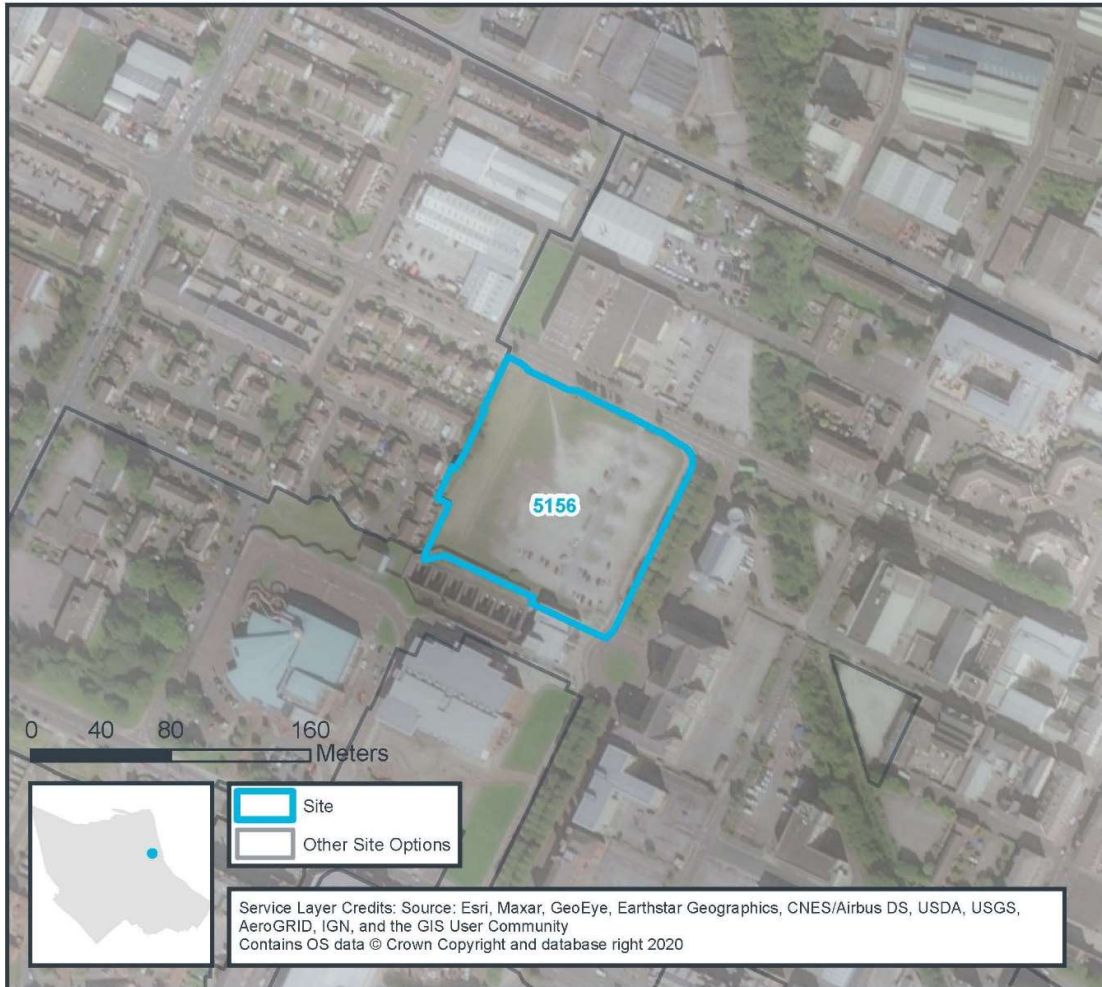 5156
0 40 80 160
Meters
Site
Other Site Options
Service Layer Credits: Source: Esri, Maxar, GeoEye, Earthstar Geographics, CNES/Airbus DS, USDA, USGS,
AeroGRID, IGN, and the GIS User Community
Contains OS data © Crown Copyright and database right 2020